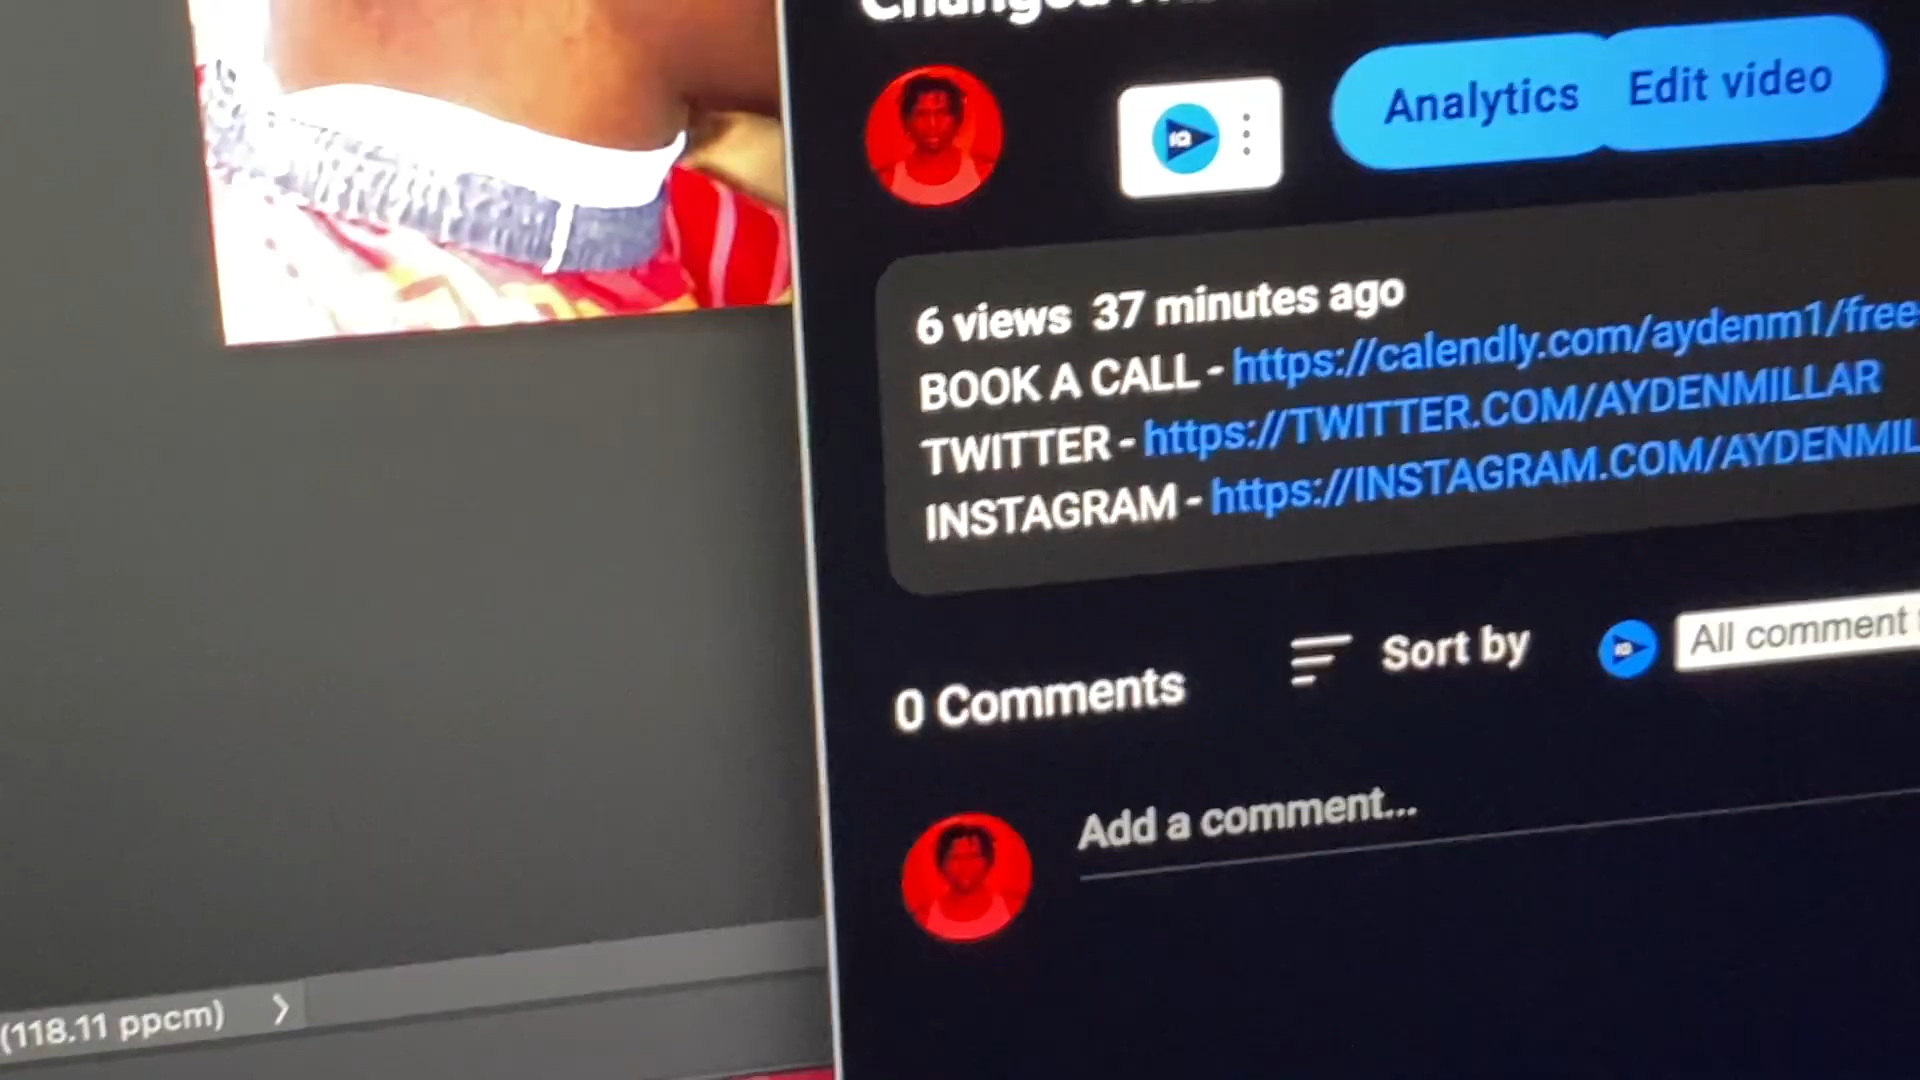 Analytics
Edit video
6 views 37 minutes ago
BOOK A CALL - https://calendly.com/aydenm1/free
TWITTER - https://TWITTER.COM/AYDENMILLAR
INSTAGRAM - https://INSTAGRAM.COM/AYDENMIL
0 Comments
Sort by
All comment
Add a comment...
(118.11 ppcm)